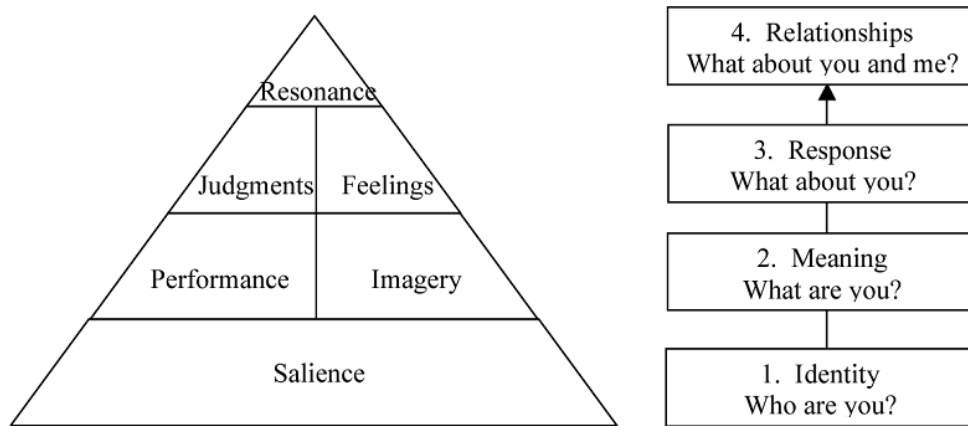 Resonance
Judgments
Feelings
Performance
Imagery
Salience
4. Relationships
What about you and me?
3. Response
What about you?
2. Meaning
What are you?
1. Identity
Who are you?